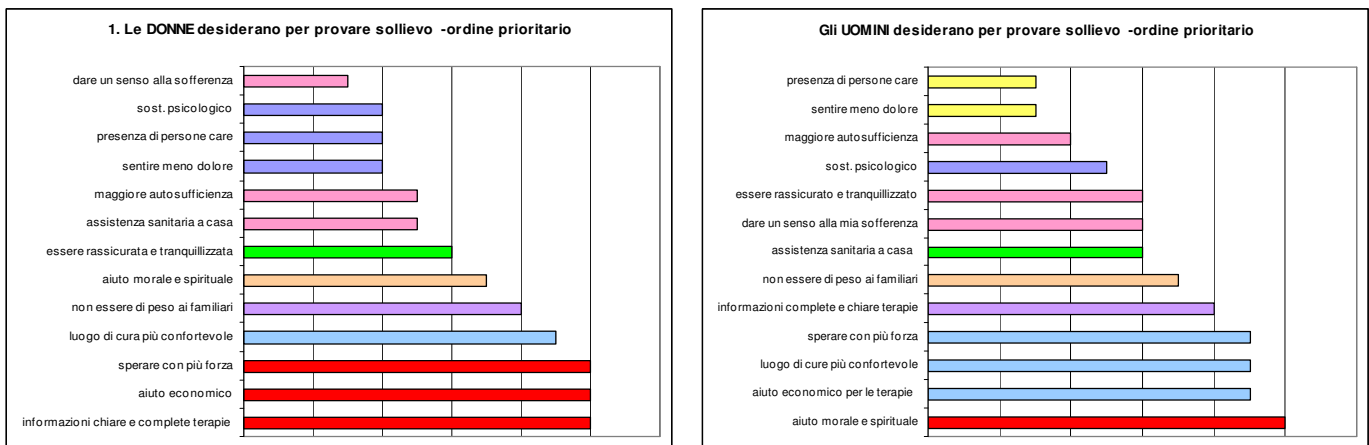 1. Le DONNE desiderano per provare sollievo -ordine prioritario
dare un senso alla sofferenza
sost. psicologico
presenza di persone care
sentire meno dolore
maggiore autosufficienza
assistenza sanitaria a casa
essere rassicurata e tranquillizzata
aiuto morale e spirituale
non essere di peso ai familiari
luogo di cura più confortevole
sperare con più forza
aiuto economico
informazioni chiare e complete terapie
Gli UOMINI desiderano per provare sollievo -ordine prioritario
presenza di persone care
sentire meno dolore
maggiore autosufficienza
sost. psicologico
essere rassicurato e tranquillizzato
dare un senso alla mia sofferenza
assistenza sanitaria a casa
non essere di peso ai familiari
informazioni complete e chiare terapie
sperare con più forza
luogo di cure più confortevole
aiuto economico per le terapie
aiuto morale e spirituale